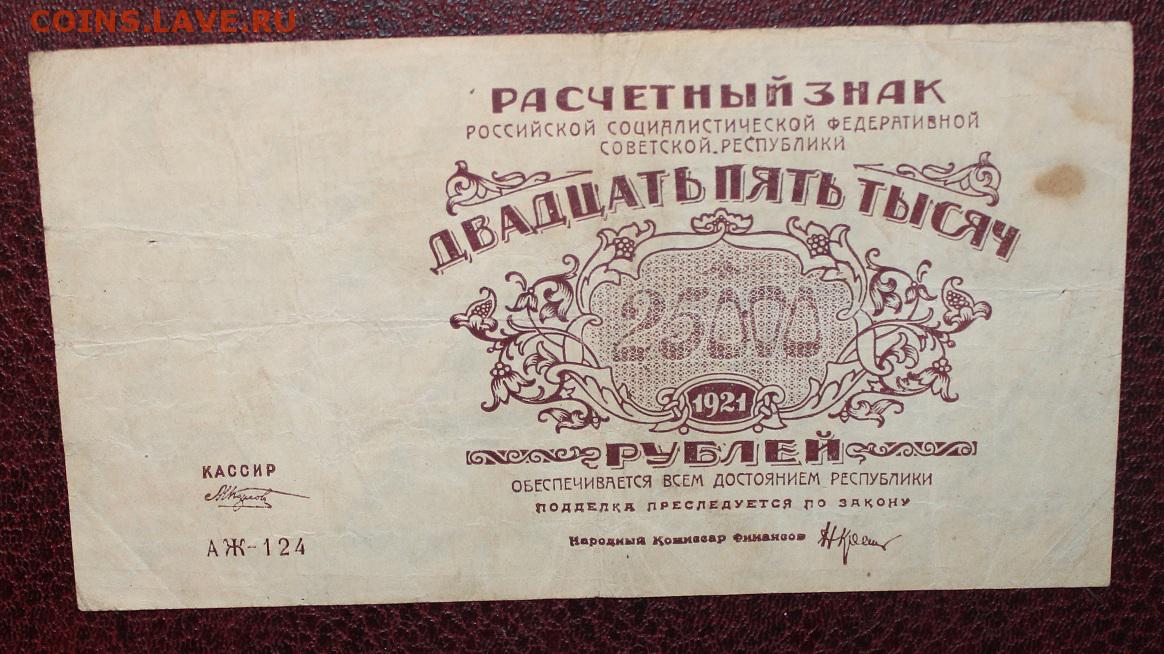 COINS.LAVE.RU
РАСЧЕТНЫЙ ЗНАК
РОССИЙСКОЙ СОЦИАЛИСТИЧЕСКОЙ ФЕДЕРАТИВНОЙ
СОВЕТСКОЙ РЕСПУБЛИКИ
ДВАДЦАТЬ ПЯТЬ ТЫСЯЧ
25000
1921
РУБЛЕЙ
ОБЕСПЕЧИВАЕТСЯ ВСЕМ ДОСТОЯНИЕМ РЕСПУБЛИКИ
ПОДДЕЛКА ПРЕСЛЕДУЕТСЯ ПО ЗАКОНУ
Народный Комиссар Финансов
КАССИР
АЖ-124